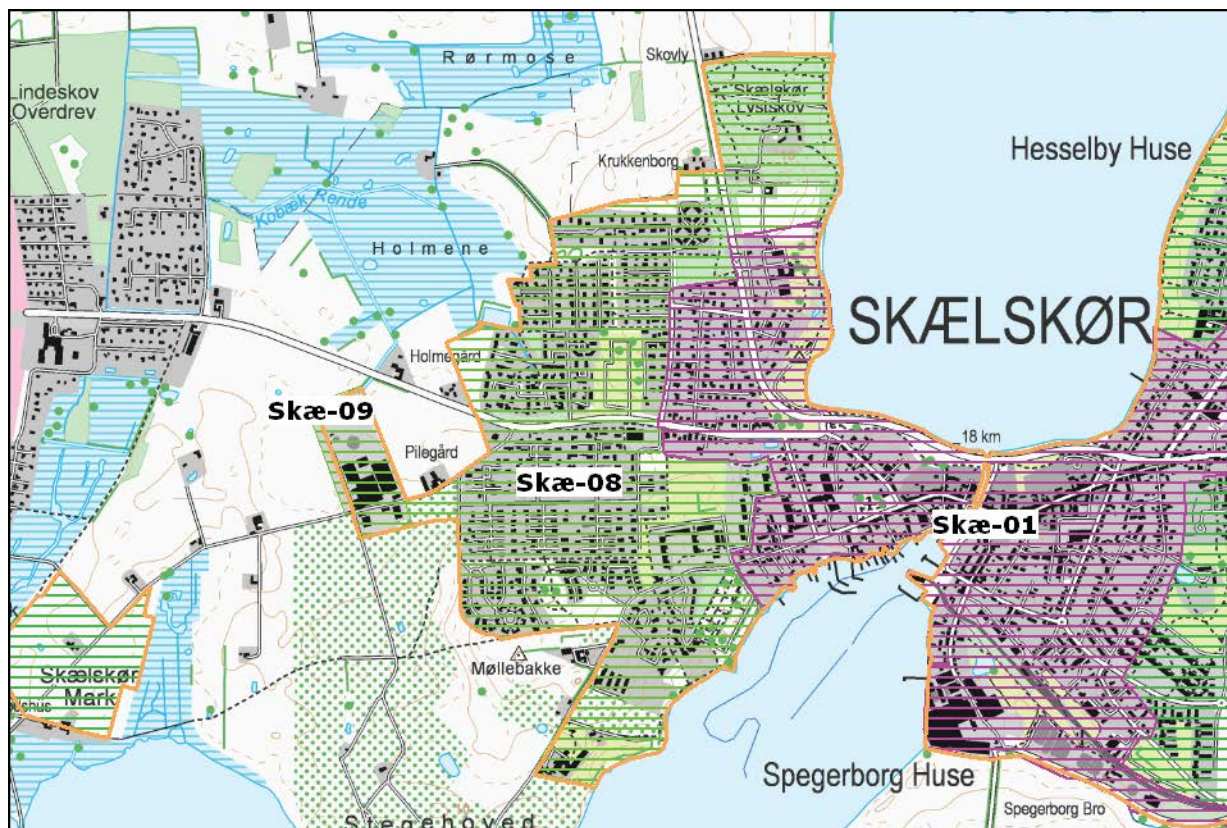 Rørmose
Skovly
Lindeskov
Overdrev
Skælskør
Lystskov
Hesselby Huse
Krukkenborg
Kobæk Rende
Holmene
SKÆLSKØR
Holmegård
Skæ-09
18 km
Pilegård
Skæ-08
Skæ-01
Møllebakke
Skælskør
Mark
Spegerborg Huse
Stegehoved
Spegerborg Bro